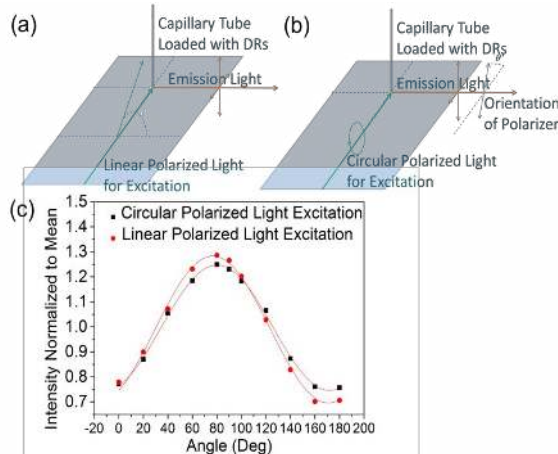 (a)
Capillary Tube
Loaded with DRs
Emission Light
Linear Polarized Light
for Excitation
(b)
Capillary Tube
Loaded with DRs
Emission Light
Orientation
of Polarizer
Circular Polarized Light
for Excitation
(c)
Intensity Normalized to Mean
1.5
1.4
1.3
1.2
1.1
1.0
0.9
0.8
0.7
Circular Polarized Light Excitation
Linear Polarized Light Excitation
-20 0 20 40 60 80 100 120 140 160 180 200
Angle (Deg)